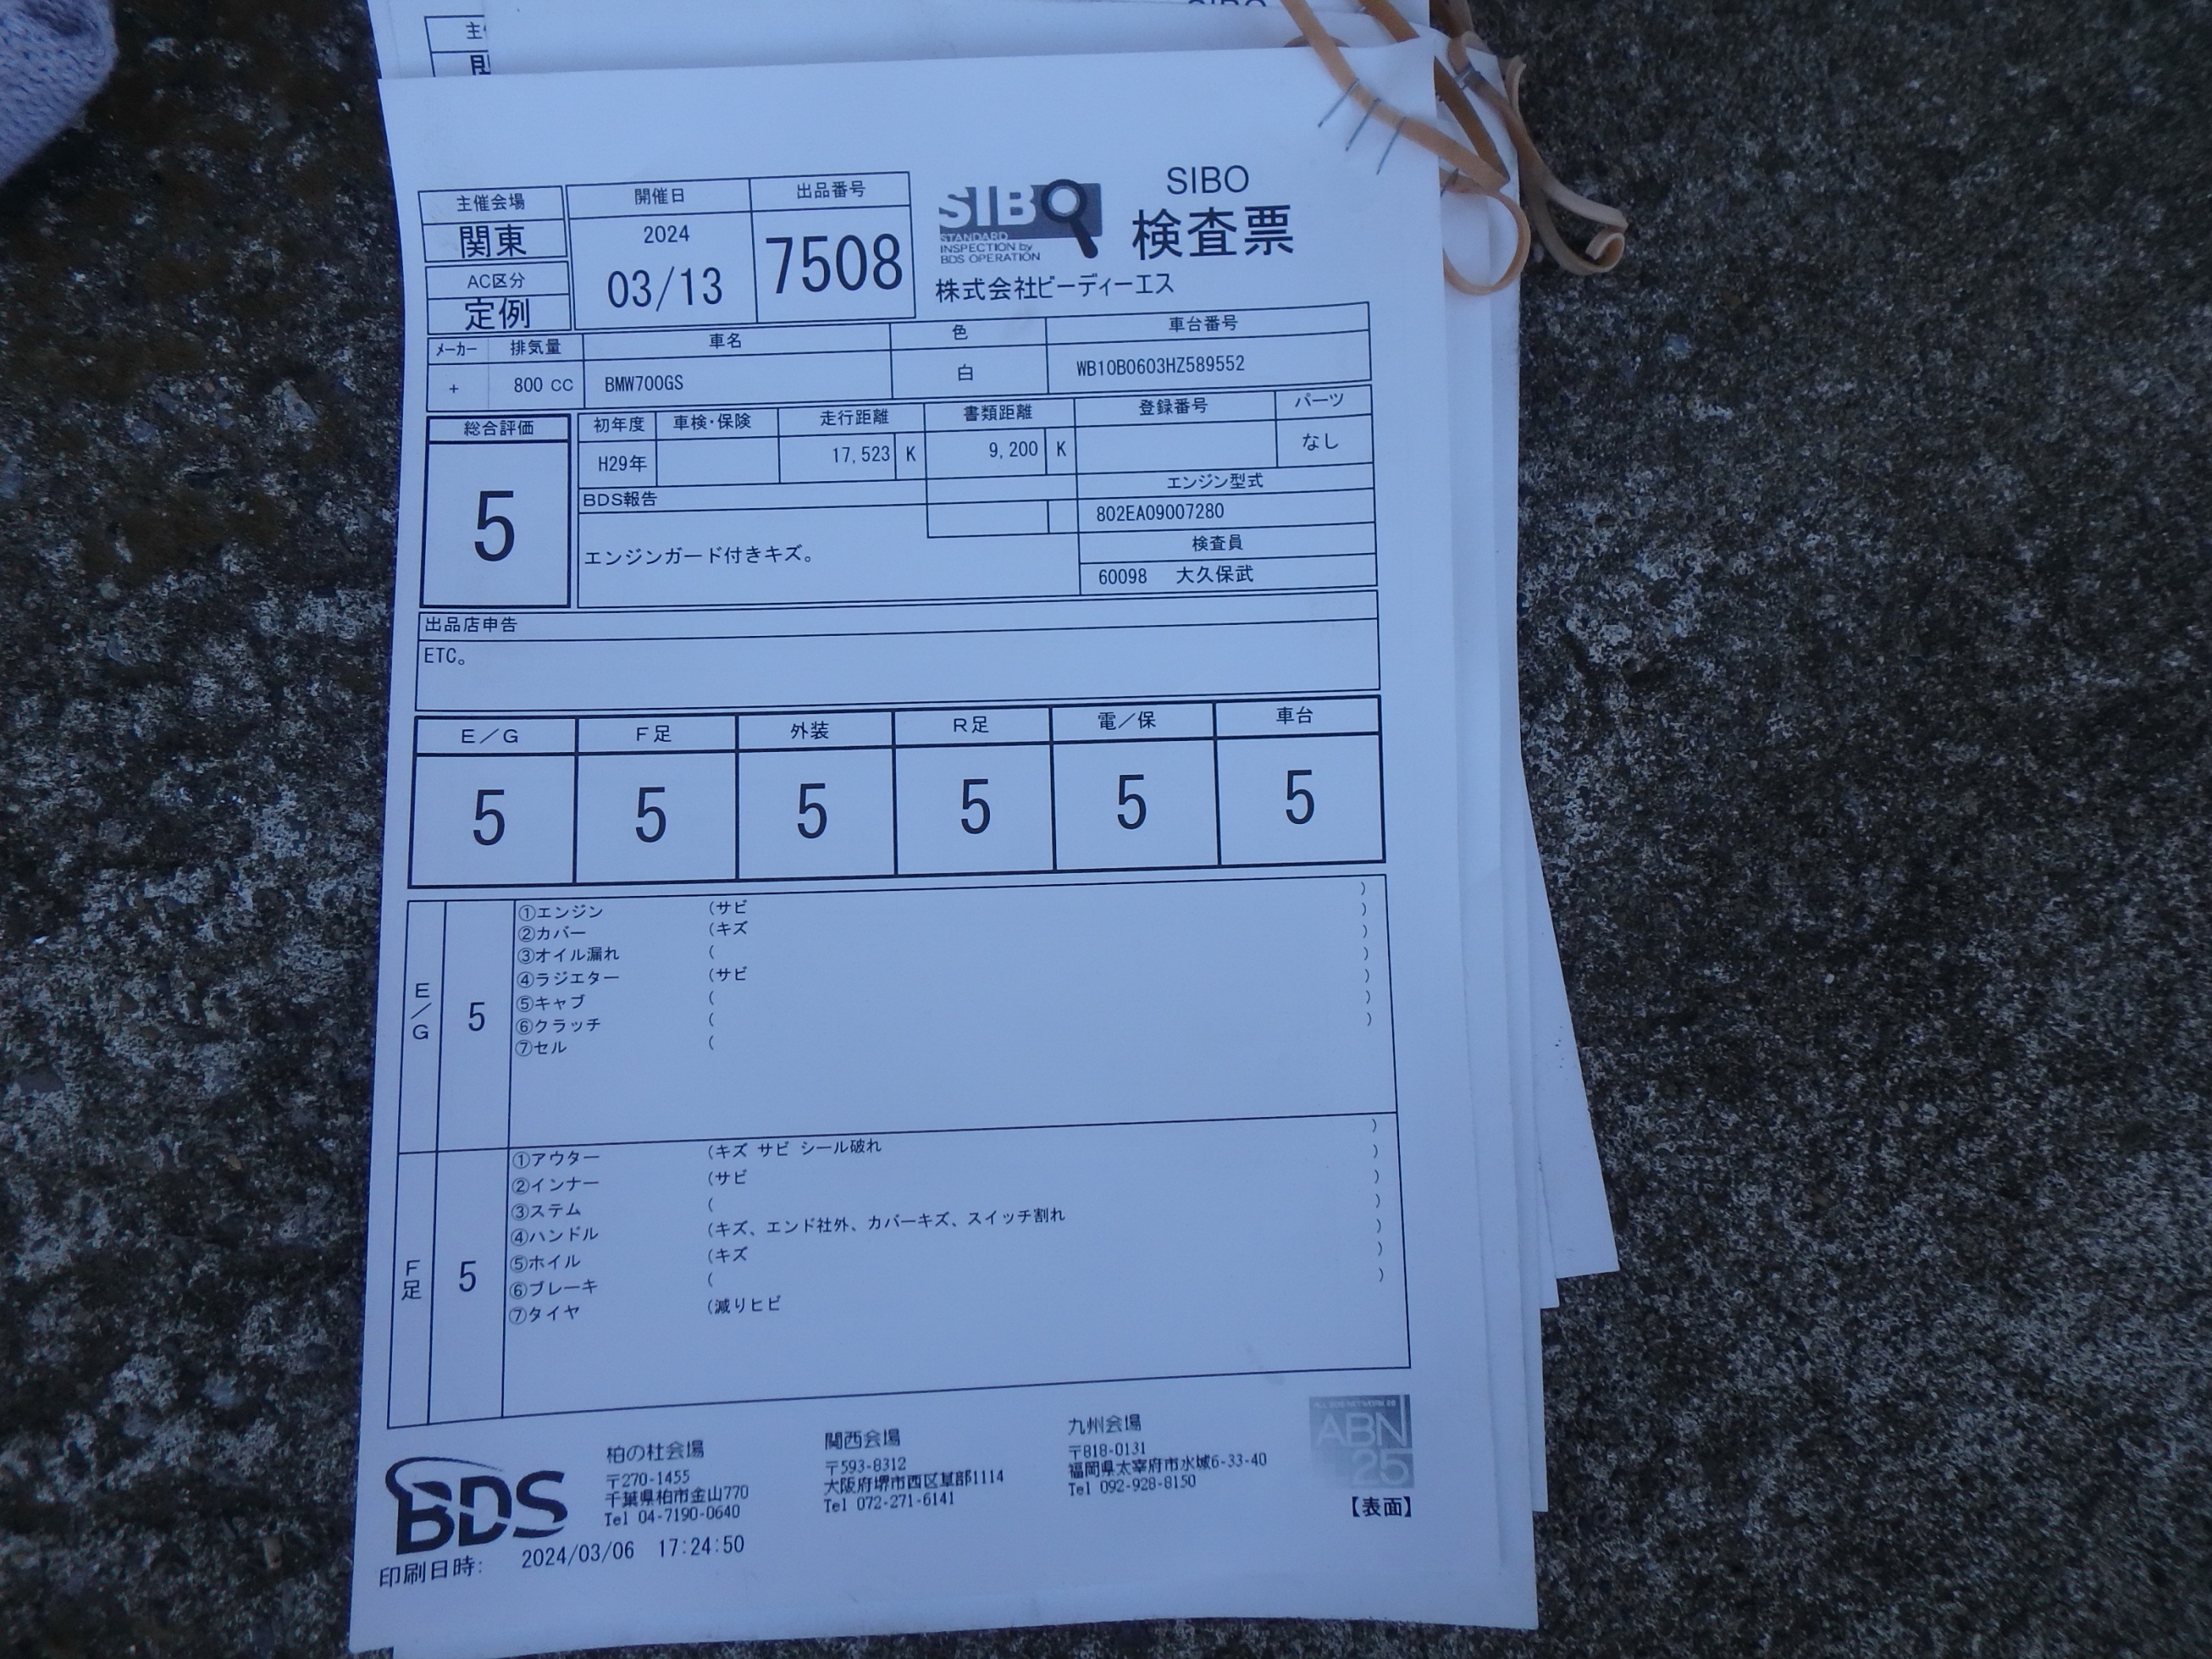 主催会場
関東
AC区分
定例
開催日
2024
03/13
出品番号
7508
SIBO
STANDARD
INSPECTION by
BDS OPERATION
SIBO
検査票
株式会社ビーディーエス
メーカー 排気量 車名 色 車台番号
+ 800 CC BMW700GS 白 WB10B0603HZ589552
総合評価
5
初年度 車検・保険 走行距離 書類距離 登録番号 パーツ
H29年 17,523 K 9,200 K なし
BDS報告
エンジンガード付きキズ。
エンジン型式
802EA09007280
検査員
60098 大久保武
出品店申告
ETC。
E/G F足 外装 R足 電/保 車台
5 5 5 5 5 5
E/G 5
①エンジン (サビ )
②カバー (キズ )
③オイル漏れ ( )
④ラジエター (サビ )
⑤キャブ ( )
⑥クラッチ ( )
⑦セル ( )
F足 5
①アウター (キズ サビ シール破れ )
②インナー (サビ )
③ステム ( )
④ハンドル (キズ、エンド社外、カバーキズ、スイッチ割れ )
⑤ホイル (キズ )
⑥ブレーキ ( )
⑦タイヤ (減りヒビ )
BDS
柏の杜会場
〒270-1455
千葉県柏市金山770
Tel 04-7190-0640
関西会場
〒593-8312
大阪府堺市西区草部1114
Tel 072-271-6141
九州会場
〒818-0131
福岡県太宰府市水城6-33-40
Tel 092-928-8150
ABN
25
【表面】
印刷日時: 2024/03/06 17:24:50